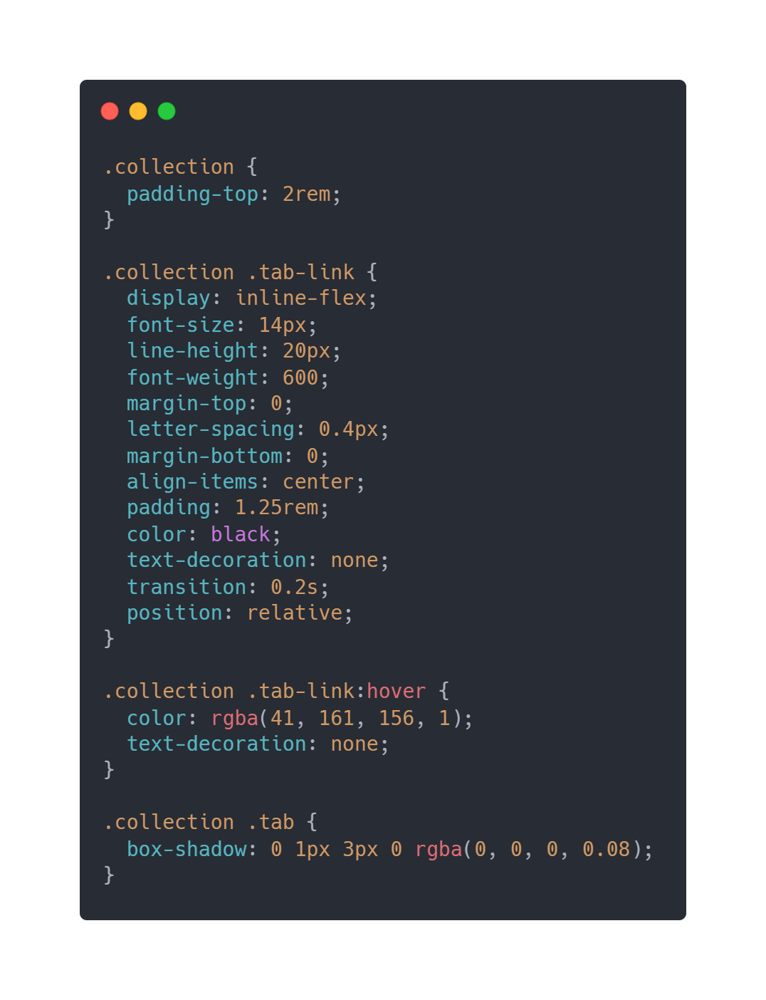 .collection {
  padding-top: 2rem;
}

.collection .tab-link {
  display: inline-flex;
  font-size: 14px;
  line-height: 20px;
  font-weight: 600;
  margin-top: 0;
  letter-spacing: 0.4px;
  margin-bottom: 0;
  align-items: center;
  padding: 1.25rem;
  color: black;
  text-decoration: none;
  transition: 0.2s;
  position: relative;
}

.collection .tab-link:hover {
  color: rgba(41, 161, 156, 1);
  text-decoration: none;
}

.collection .tab {
  box-shadow: 0 1px 3px 0 rgba(0, 0, 0, 0.08);
}